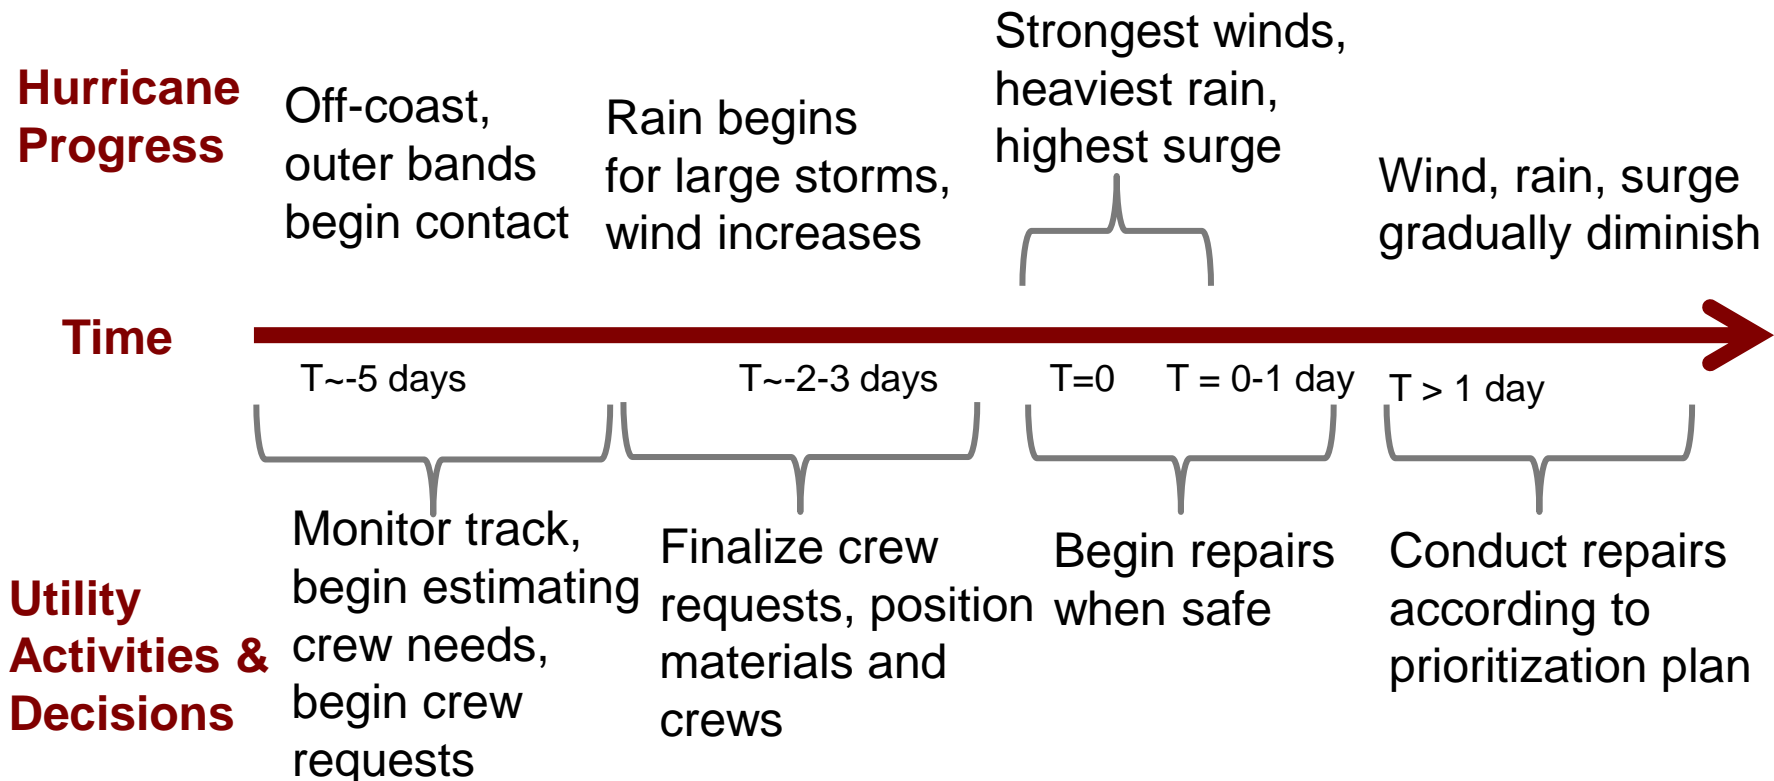 Hurricane
Progress
Off-coast,
outer bands
begin contact
Rain begins
for large storms,
wind increases
Strongest winds,
heaviest rain,
highest surge
Wind, rain, surge
gradually diminish
Time
T~-5 days
T~-2-3 days
T=0
T = 0-1 day
T > 1 day
Utility
Activities &
Decisions
Monitor track,
begin estimating
crew needs,
begin crew
requests
Finalize crew
requests, position
materials and
crews
Begin repairs
when safe
Conduct repairs
according to
prioritization plan